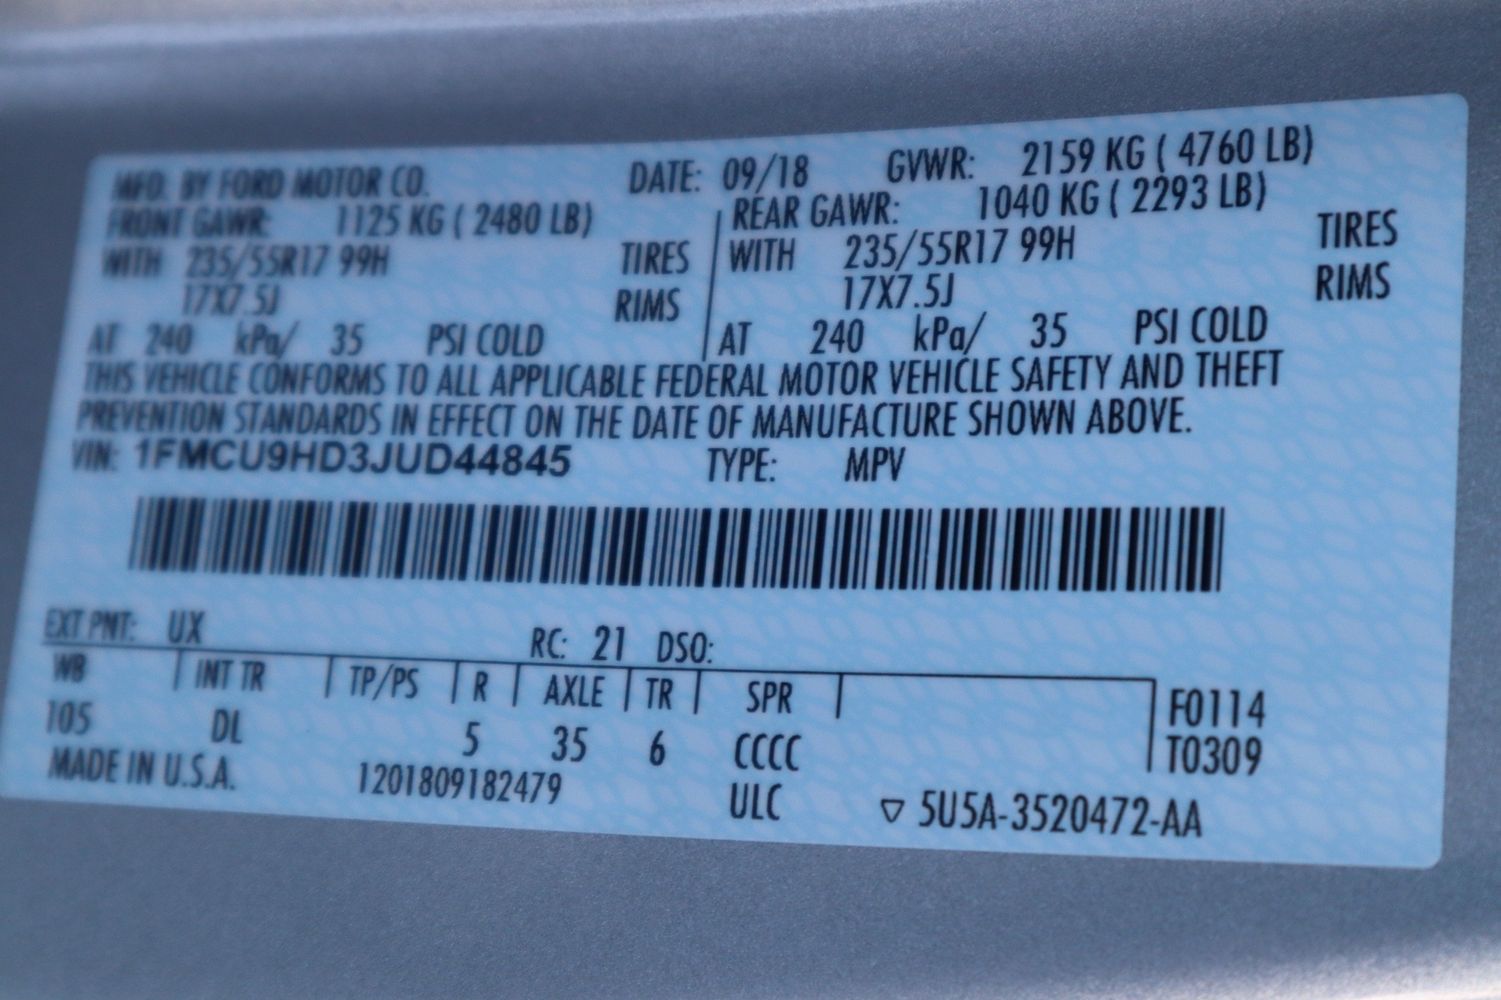 MFD. BY FORD MOTOR CO. DATE: 09/18 GVWR: 2159 KG ( 4760 LB)
FRONT GAWR: 1125 KG ( 2480 LB) REAR GAWR: 1040 KG ( 2293 LB)
WITH 235/55R17 99H TIRES WITH 235/55R17 99H TIRES
17X7.5J RIMS 17X7.5J RIMS
AT 240 kPa/ 35 PSI COLD AT 240 kPa/ 35 PSI COLD
THIS VEHICLE CONFORMS TO ALL APPLICABLE FEDERAL MOTOR VEHICLE SAFETY AND THEFT
PREVENTION STANDARDS IN EFFECT ON THE DATE OF MANUFACTURE SHOWN ABOVE.
VIN: 1FMCU9HD3JUD44845 TYPE: MPV
EXT PNT: UX RC: 21 DSO:
WB INT TR TP/PS R AXLE TR SPR F0114
105 DL 5 35 6 CCCC T0309
MADE IN U.S.A. 1201809182479 ULC ▽ 5U5A-3520472-AA